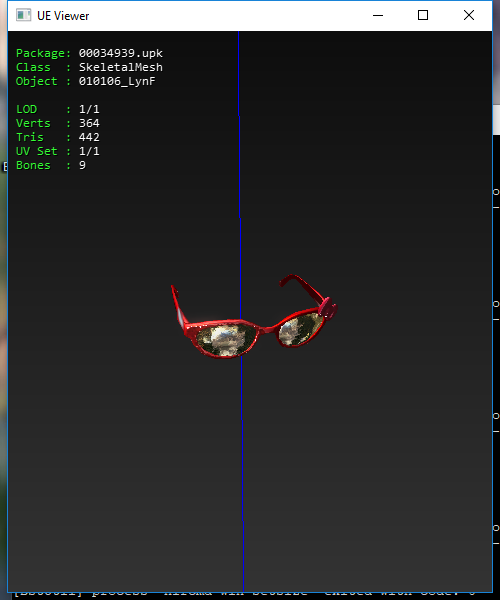 UE Viewer
Package: 00034939.upk
Class : SkeletalMesh
Object : 010106_LynF
LOD : 1/1
Verts : 364
Tris : 442
UV Set : 1/1
Bones : 9